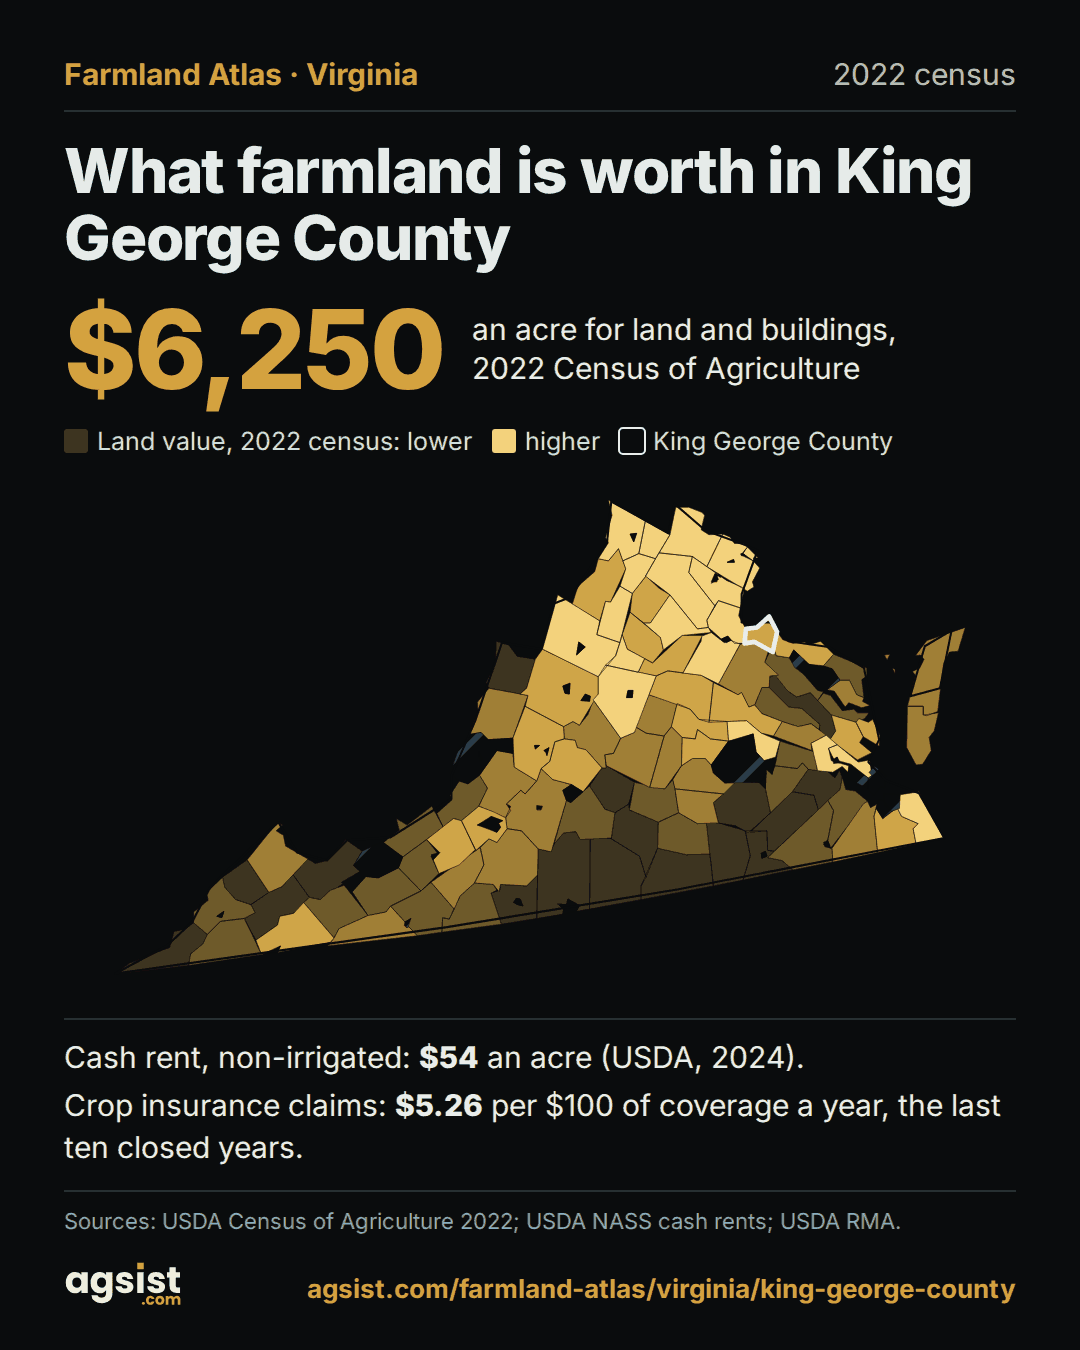 Farmland Atlas · Virginia
2022 census
What farmland is worth in King
George County
$6,250
an acre for land and buildings,
2022 Census of Agriculture
Land value, 2022 census: lower
higher
King George County
Cash rent, non-irrigated: $54 an acre (USDA, 2024).
Crop insurance claims: $5.26 per $100 of coverage a year, the last
ten closed years.
Sources: USDA Census of Agriculture 2022; USDA NASS cash rents; USDA RMA.
agsist
.com
agsist.com/farmland-atlas/virginia/king-george-county